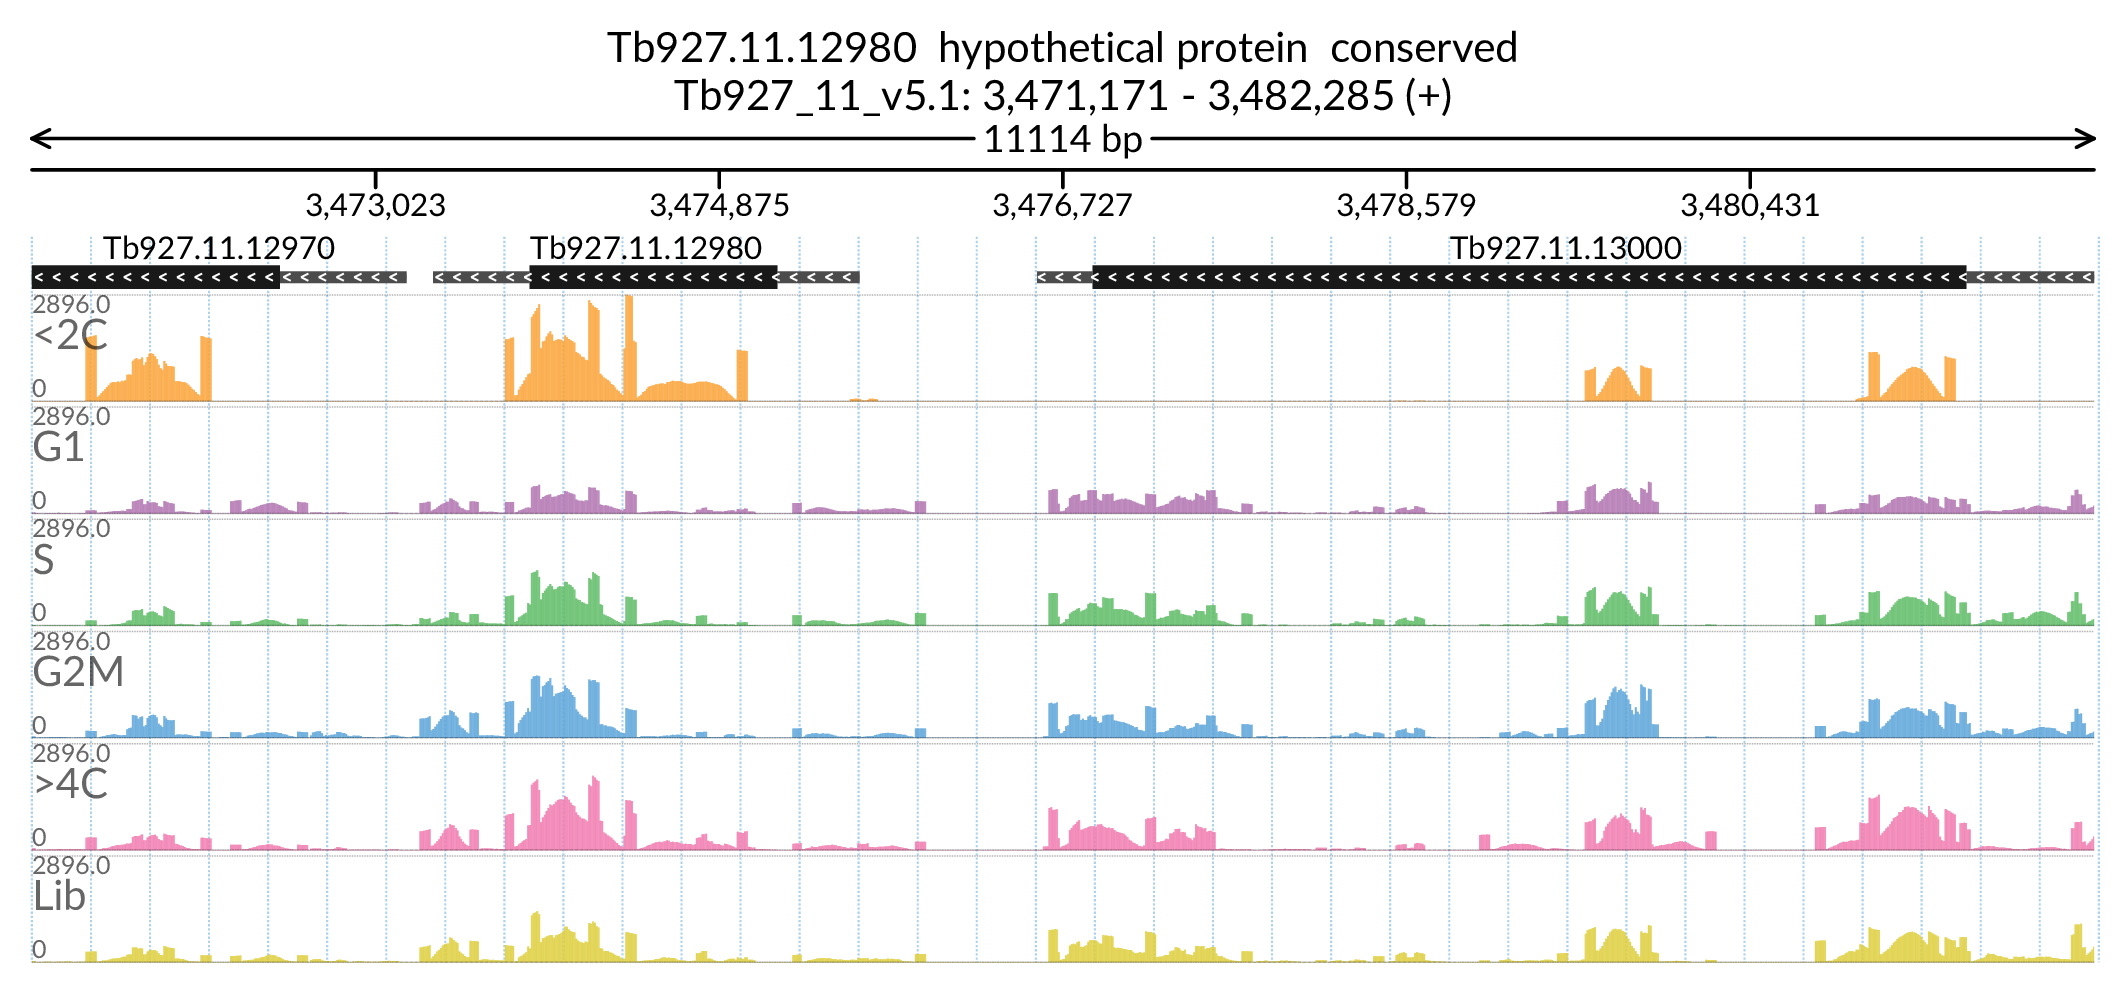 Tb927.11.12980 hypothetical protein conserved
Tb927_11_v5.1: 3,471,171 - 3,482,285 (+)
11114 bp
3,473,023 3,474,875 3,476,727 3,478,579 3,480,431
Tb927.11.12970 Tb927.11.12980 Tb927.11.13000
2896.0
<2C
0
2896.0
G1
0
2896.0
S
0
2896.0
G2M
0
2896.0
>4C
0
2896.0
Lib
0